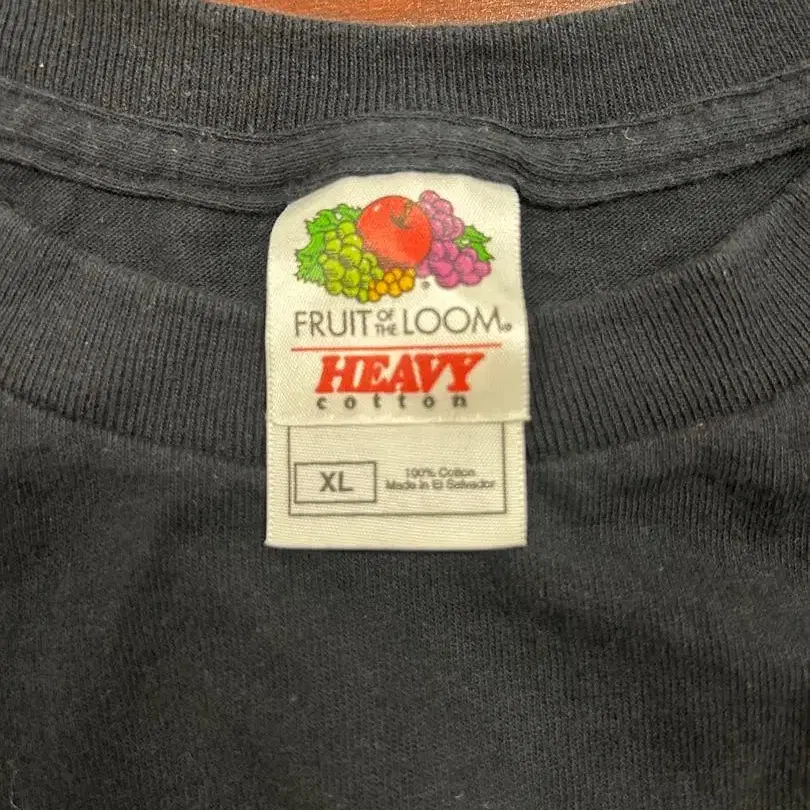 FRUIT OF THE LOOM®
HEAVY
cotton
XL
100% Cotton
Made in El Salvador